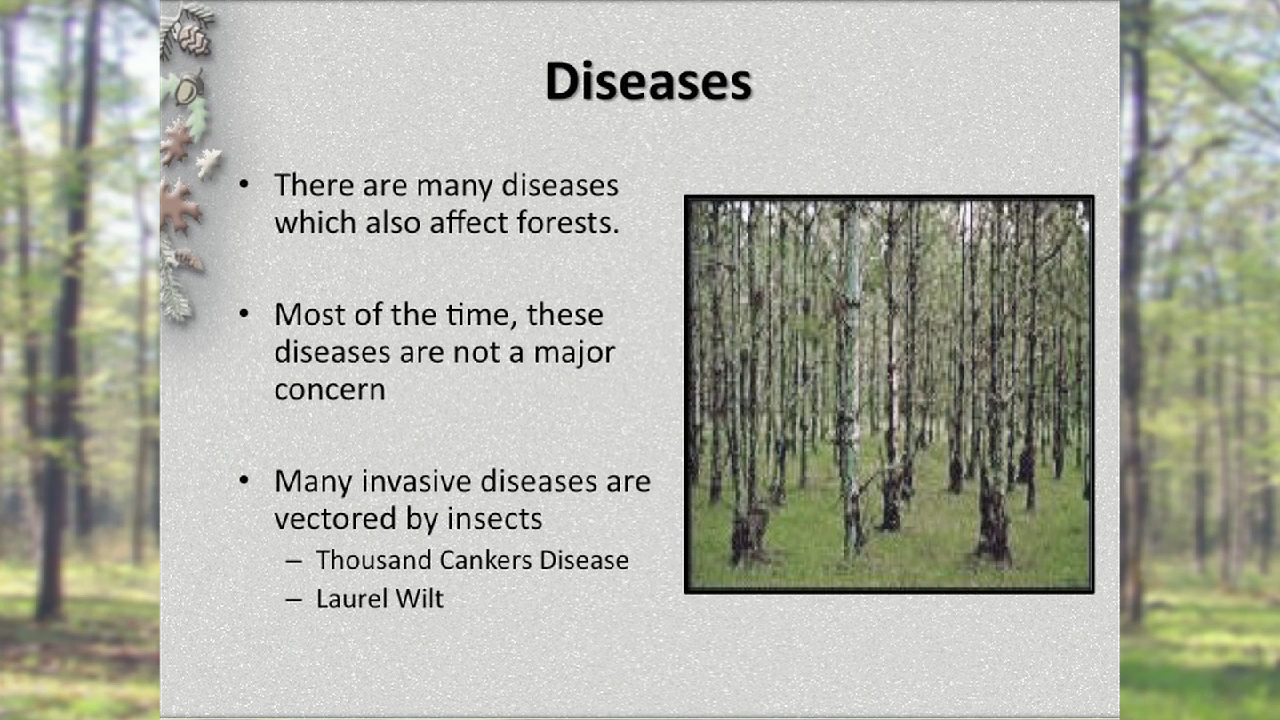 Diseases
• There are many diseases
which also affect forests.
• Most of the time, these
diseases are not a major
concern
• Many invasive diseases are
vectored by insects
– Thousand Cankers Disease
– Laurel Wilt